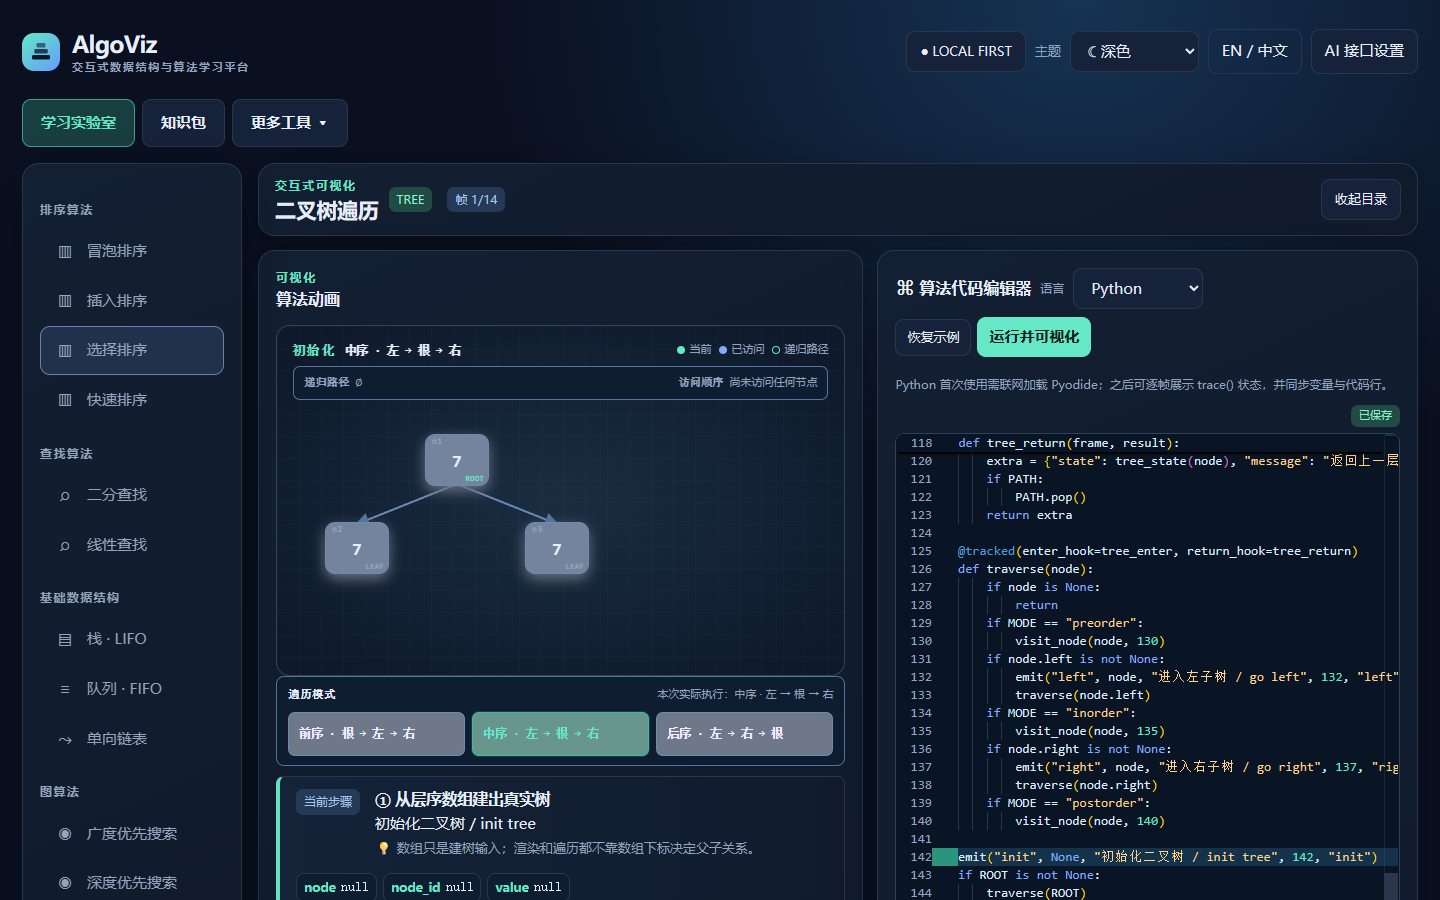 AlgoViz
交互式数据结构与算法学习平台
● LOCAL FIRST
主题
☾ 深色
EN / 中文
AI 接口设置
学习实验室
知识包
更多工具 ▾
排序算法
冒泡排序
插入排序
选择排序
快速排序
查找算法
二分查找
线性查找
基础数据结构
栈 · LIFO
队列 · FIFO
单向链表
图算法
广度优先搜索
深度优先搜索
交互式可视化
二叉树遍历
TREE
帧 1/14
收起目录
可视化
算法动画
初始化 中序 · 左 → 根 → 右
当前 已访问 递归路径
递归路径 ∅
访问顺序 尚未访问任何节点
n1
7
ROOT
n2
7
LEAF
n3
7
LEAF
遍历模式
本次实际执行: 中序 · 左 → 根 → 右
前序 · 根 → 左 → 右
中序 · 左 → 根 → 右
后序 · 左 → 右 → 根
当前步骤
① 从层序数组建出真实树
初始化二叉树 / init tree
💡 数组只是建树输入；渲染和遍历都不靠数组下标决定父子关系。
node null
node_id null
value null
⌘ 算法代码编辑器
语言
Python
恢复示例
运行并可视化
Python 首次使用需联网加载 Pyodide；之后可逐帧展示 trace() 状态，并同步变量与代码行。
已保存
118 def tree_return(frame, result):
120 extra = {"state": tree_state(node), "message": "返回上一层
121 if PATH:
122 PATH.pop()
123 return extra
124
125 @tracked(enter_hook=tree_enter, return_hook=tree_return)
126 def traverse(node):
127 if node is None:
128 return
129 if MODE == "preorder":
130 visit_node(node, 130)
131 if node.left is not None:
132 emit("left", node, "进入左子树 / go left", 132, "left"
133 traverse(node.left)
134 if MODE == "inorder":
135 visit_node(node, 135)
136 if node.right is not None:
137 emit("right", node, "进入右子树 / go right", 137, "rig
138 traverse(node.right)
139 if MODE == "postorder":
140 visit_node(node, 140)
141
142 emit("init", None, "初始化二叉树 / init tree", 142, "init")
143 if ROOT is not None:
144 traverse(ROOT)